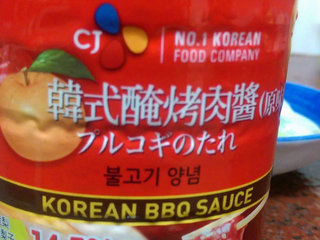 CJ
NO.1 KOREAN
FOOD COMPANY
韓式醃烤肉醬(原
プルコギのたれ
불고기 양념
KOREAN BBQ SAUCE